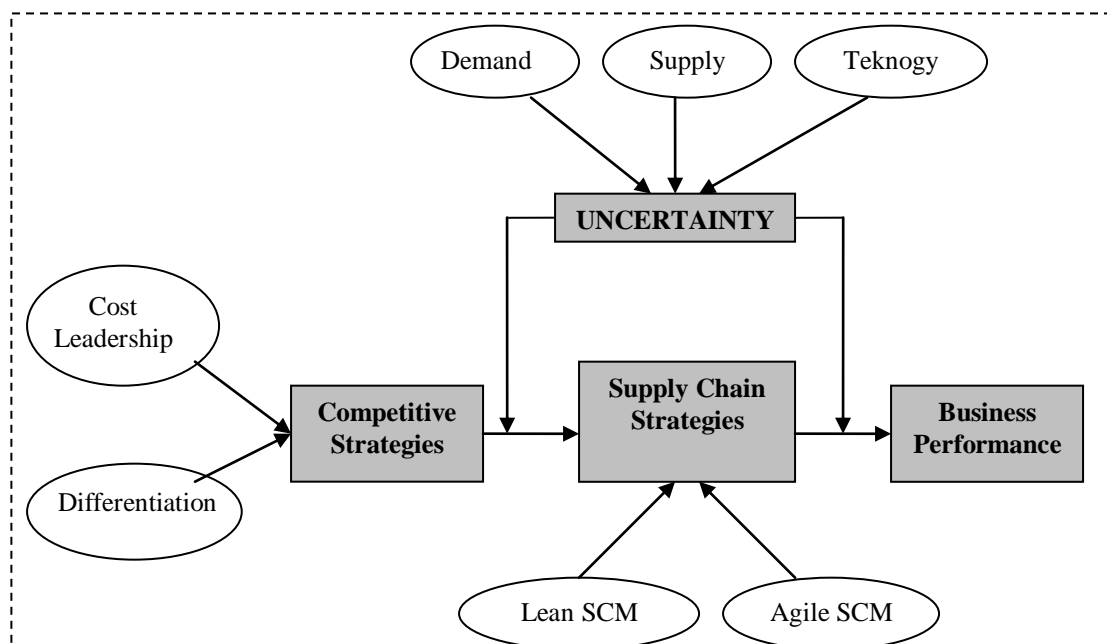 Demand
Supply
Teknogy
UNCERTAINTY
Cost
Leadership
Differentiation
Competitive
Strategies
Supply Chain
Strategies
Business
Performance
Lean SCM
Agile SCM